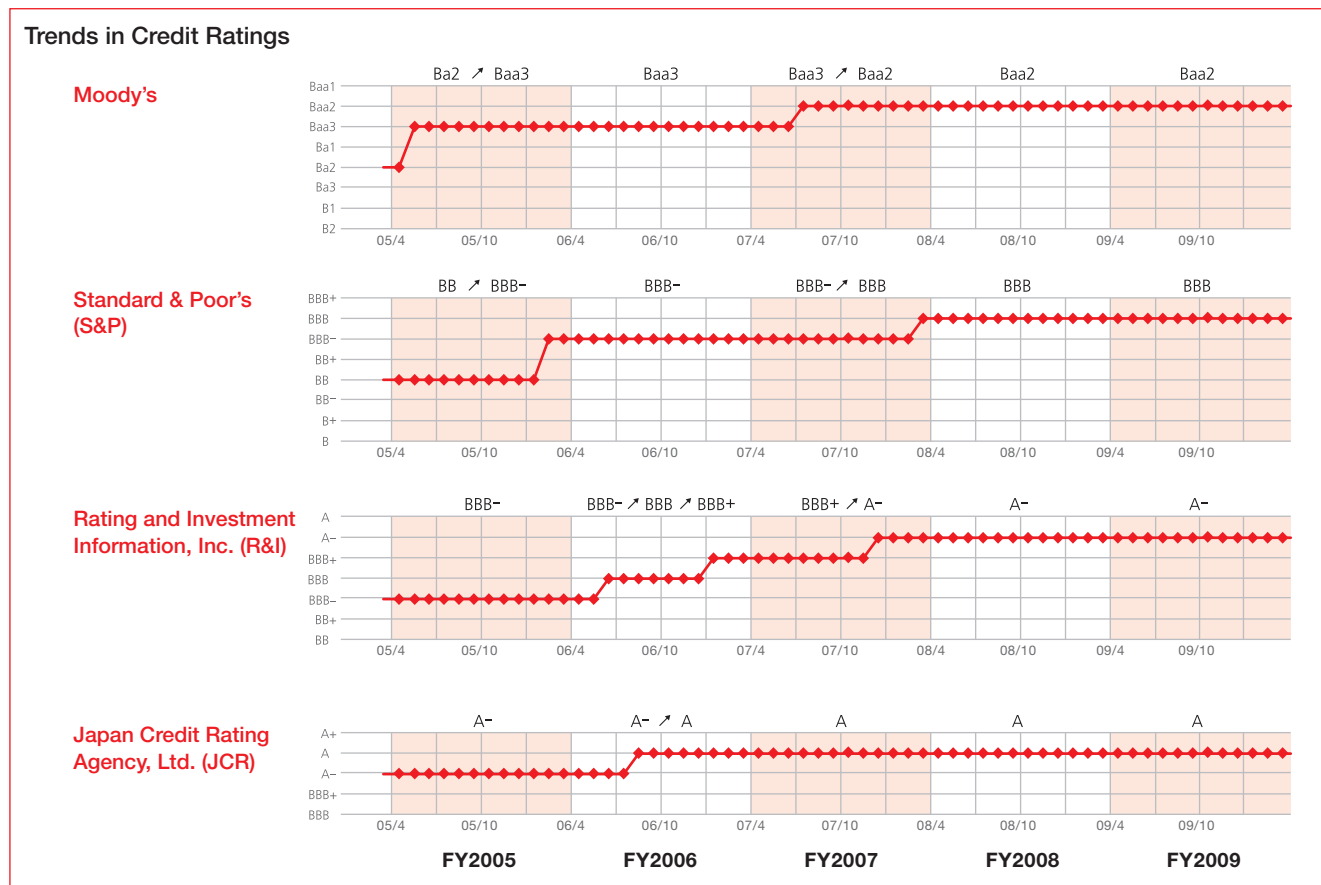 Trends in Credit Ratings
Moody's
Ba2 ↗ Baa3 Baa3 Baa3 ↗ Baa2 Baa2 Baa2
Baa1
Baa2
Baa3
Ba1
Ba2
Ba3
B1
B2
05/4 05/10 06/4 06/10 07/4 07/10 08/4 08/10 09/4 09/10
Standard & Poor's
(S&P)
BB ↗ BBB− BBB− BBB− ↗ BBB BBB BBB
BBB+
BBB
BBB−
BB+
BB
BB−
B+
B
05/4 05/10 06/4 06/10 07/4 07/10 08/4 08/10 09/4 09/10
Rating and Investment
Information, Inc. (R&I)
BBB− BBB− ↗ BBB ↗ BBB+ BBB+ ↗ A− A− A−
A
A−
BBB+
BBB
BBB−
BB+
BB
05/4 05/10 06/4 06/10 07/4 07/10 08/4 08/10 09/4 09/10
Japan Credit Rating
Agency, Ltd. (JCR)
A− A− ↗ A A A A
A+
A
A−
BBB+
BBB
05/4 05/10 06/4 06/10 07/4 07/10 08/4 08/10 09/4 09/10
FY2005 FY2006 FY2007 FY2008 FY2009